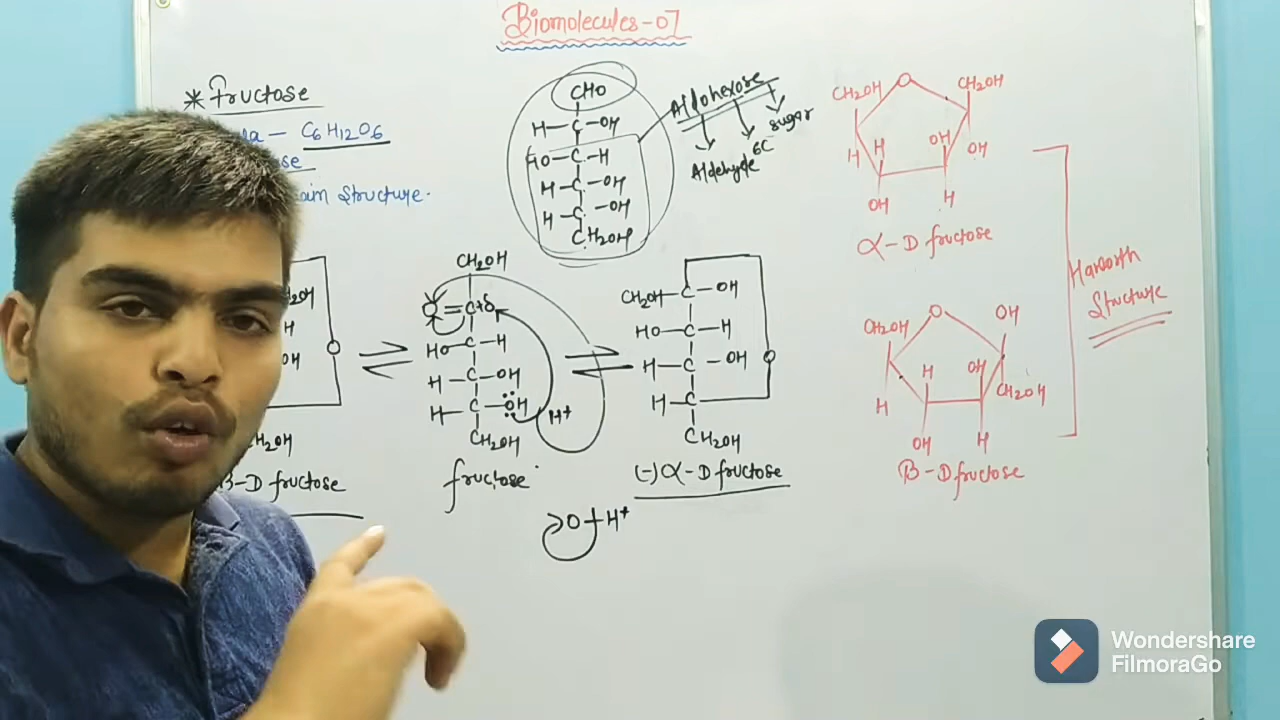 Biomolecules-07
* fructose
C6H12O6
Structure.
CHO
H-C-OH
HO-C-H
H-C-OH
H-C-OH
CH2OH
Aldohexose
Aldehyde
6C
sugar
H
OH
CH2OH
B-D fructose
CH2OH
O=C+δ
HO-C-H
H-C-OH
H-C-OH
H+
CH2OH
fructose
CH2OH-C-OH
HO-C-H
H-C-OH
O
H-C
CH2OH
(-)α-D fructose
O+H+
CH2OH
O
CH2OH
H
H
OH
OH
OH
H
α-D fructose
CH2OH
O
OH
H
H
OH
CH2OH
OH
H
B-D fructose
Haworth
Structure
Wondershare
FilmoraGo